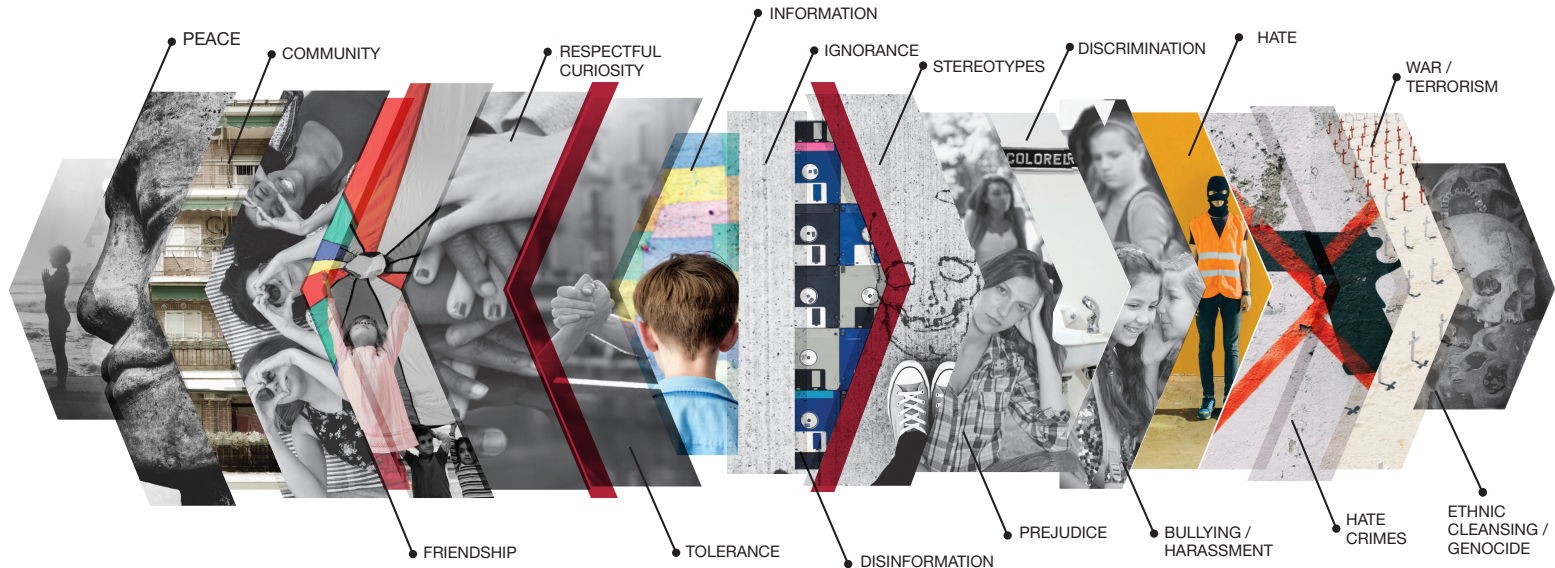 PEACE
COMMUNITY
RESPECTFUL
CURIOSITY
INFORMATION
IGNORANCE
STEREOTYPES
DISCRIMINATION
HATE
WAR /
TERRORISM
COLORED
FRIENDSHIP
TOLERANCE
DISINFORMATION
PREJUDICE
BULLYING /
HARASSMENT
HATE
CRIMES
ETHNIC
CLEANSING /
GENOCIDE